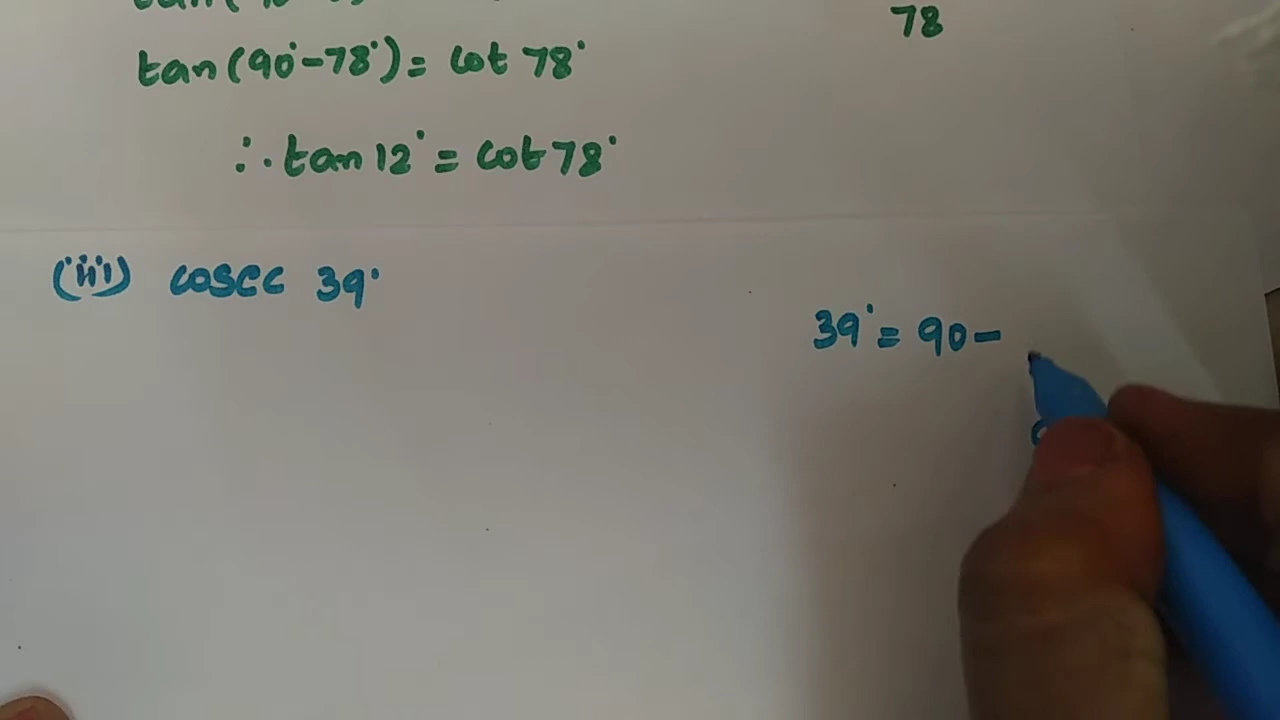 78
tan(90°-78°) = cot 78°
∴ tan 12° = cot 78°
(iii) cosec 39°
39° = 90 -